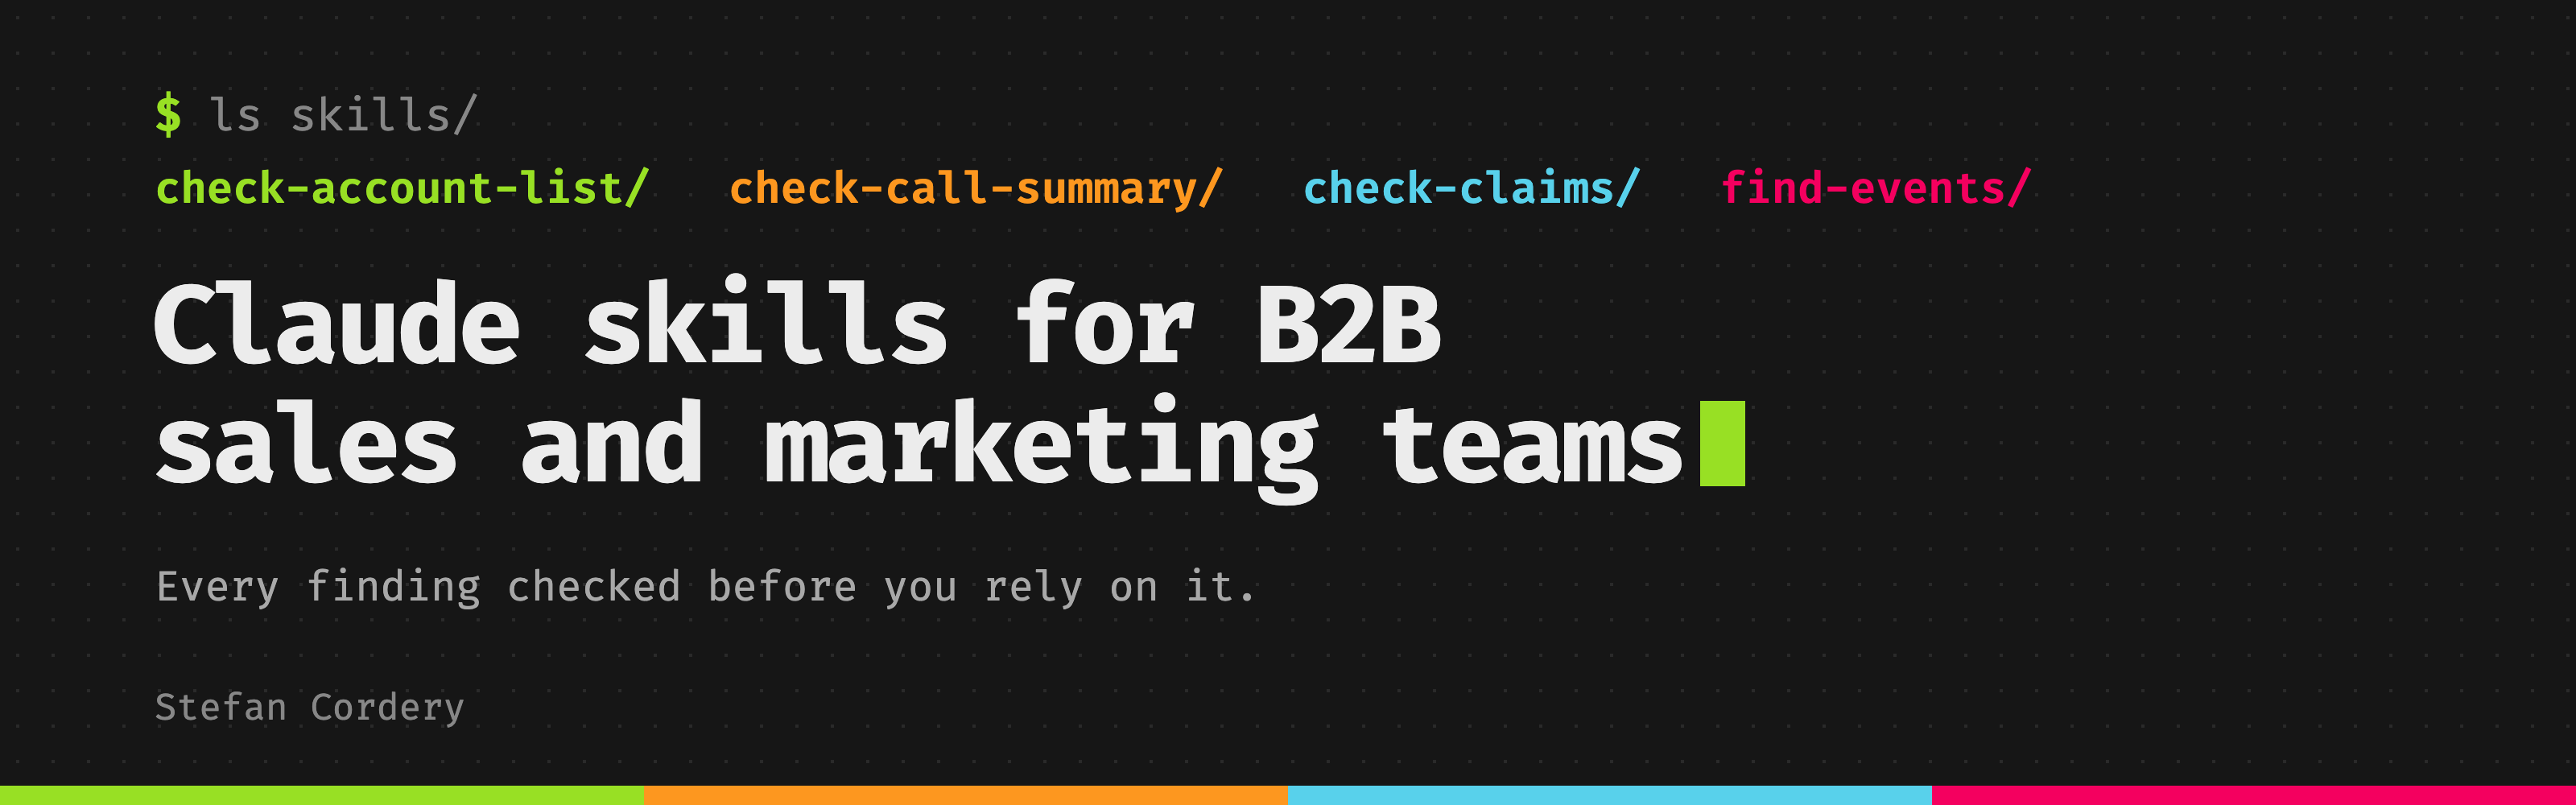 $ ls skills/
check-account-list/ check-call-summary/ check-claims/ find-events/
Claude skills for B2B
sales and marketing teams
Every finding checked before you rely on it.
Stefan Cordery